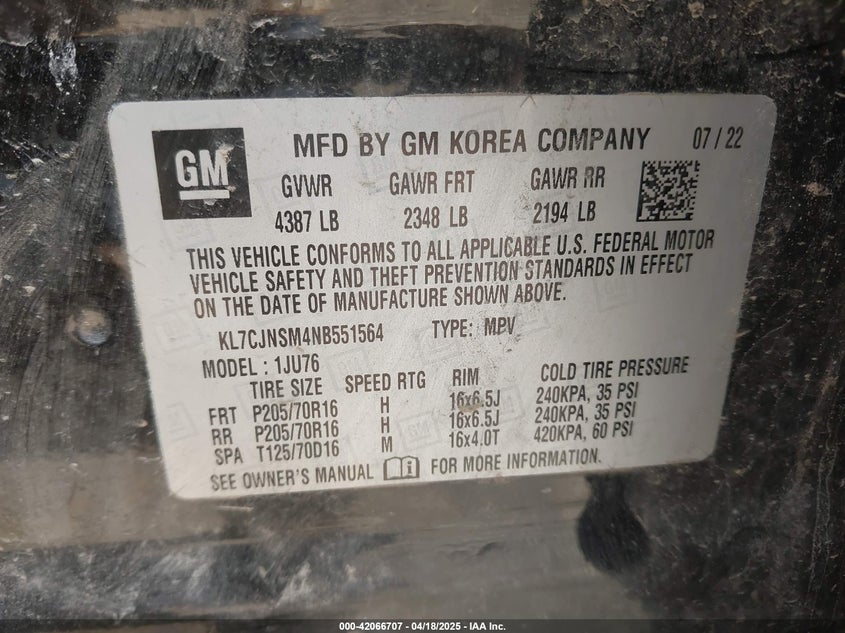 GM
MFD BY GM KOREA COMPANY 07/22
GVWR GAWR FRT GAWR RR
4387 LB 2348 LB 2194 LB
THIS VEHICLE CONFORMS TO ALL APPLICABLE U.S. FEDERAL MOTOR
VEHICLE SAFETY AND THEFT PREVENTION STANDARDS IN EFFECT
ON THE DATE OF MANUFACTURE SHOWN ABOVE.
KL7CJNSM4NB551564 TYPE: MPV
MODEL: 1JU76
TIRE SIZE SPEED RTG RIM COLD TIRE PRESSURE
FRT P205/70R16 H 16x6.5J 240KPA, 35 PSI
RR P205/70R16 H 16x6.5J 240KPA, 35 PSI
SPA T125/70D16 M 16x4.0T 420KPA, 60 PSI
SEE OWNER'S MANUAL FOR MORE INFORMATION.
000-42066707 - 04/18/2025 - IAA Inc.